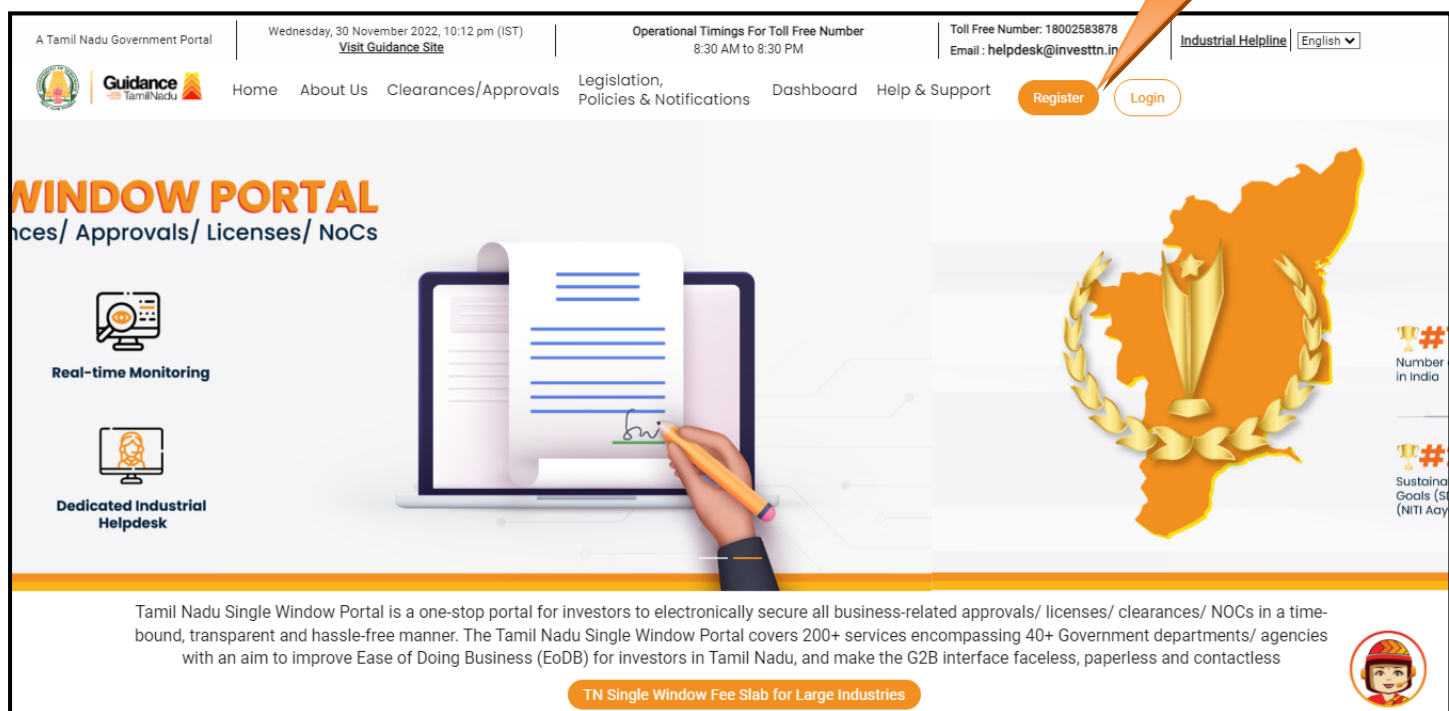 A Tamil Nadu Government Portal
Wednesday, 30 November 2022, 10:12 pm (IST)
Visit Guidance Site
Operational Timings For Toll Free Number
8:30 AM to 8:30 PM
Toll Free Number: 18002583878
Email : helpdesk@investtn.in
Industrial Helpline
English
Guidance
TamilNadu
Home
About Us
Clearances/Approvals
Legislation,
Policies & Notifications
Dashboard
Help & Support
Register
Login
WINDOW PORTAL
Approvals/ Licenses/ NoCs
Real-time Monitoring
Dedicated Industrial
Helpdesk
#
Number
in India
#
Goals
(NITI
Tamil Nadu Single Window Portal is a one-stop portal for investors to electronically secure all business-related approvals/ licenses/ clearances/ NOCs in a time-
bound, transparent and hassle-free manner. The Tamil Nadu Single Window Portal covers 200+ services encompassing 40+ Government departments/ agencies
with an aim to improve Ease of Doing Business (EoDB) for investors in Tamil Nadu, and make the G2B interface faceless, paperless and contactless
TN Single Window Fee Slab for Large Industries